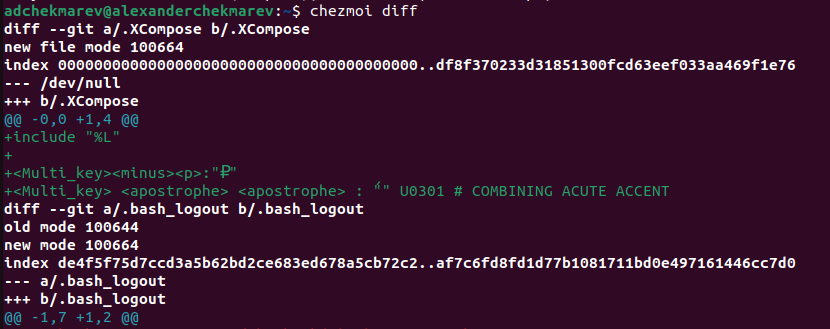 adchekmarev@alexanderchekmarev:~$ chezmoi diff
diff --git a/.XCompose b/.XCompose
new file mode 100664
index 0000000000000000000000000000000000000000..df8f370233d31851300fcd63eef033aa469f1e76
--- /dev/null
+++ b/.XCompose
@@ -0,0 +1,4 @@
+include "%L"
+
+<Multi_key><minus><p>:"₽"
+<Multi_key> <apostrophe> <apostrophe> : "́" U0301 # COMBINING ACUTE ACCENT
diff --git a/.bash_logout b/.bash_logout
old mode 100644
new mode 100664
index de4f5f75d7ccd3a5b62bd2ce683ed678a5cb72c2..af7c6fd8fd1d77b1081711bd0e497161446cc7d0
--- a/.bash_logout
+++ b/.bash_logout
@@ -1,7 +1,2 @@